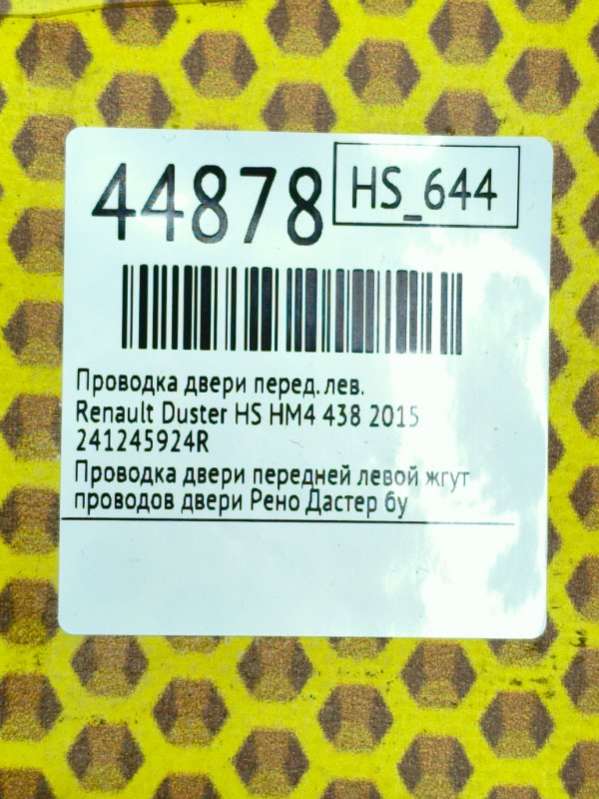 44878
HS_644
Проводка двери перед. лев.
Renault Duster HS HM4 438 2015
241245924R
Проводка двери передней левой жгут
проводов двери Рено Дастер бу